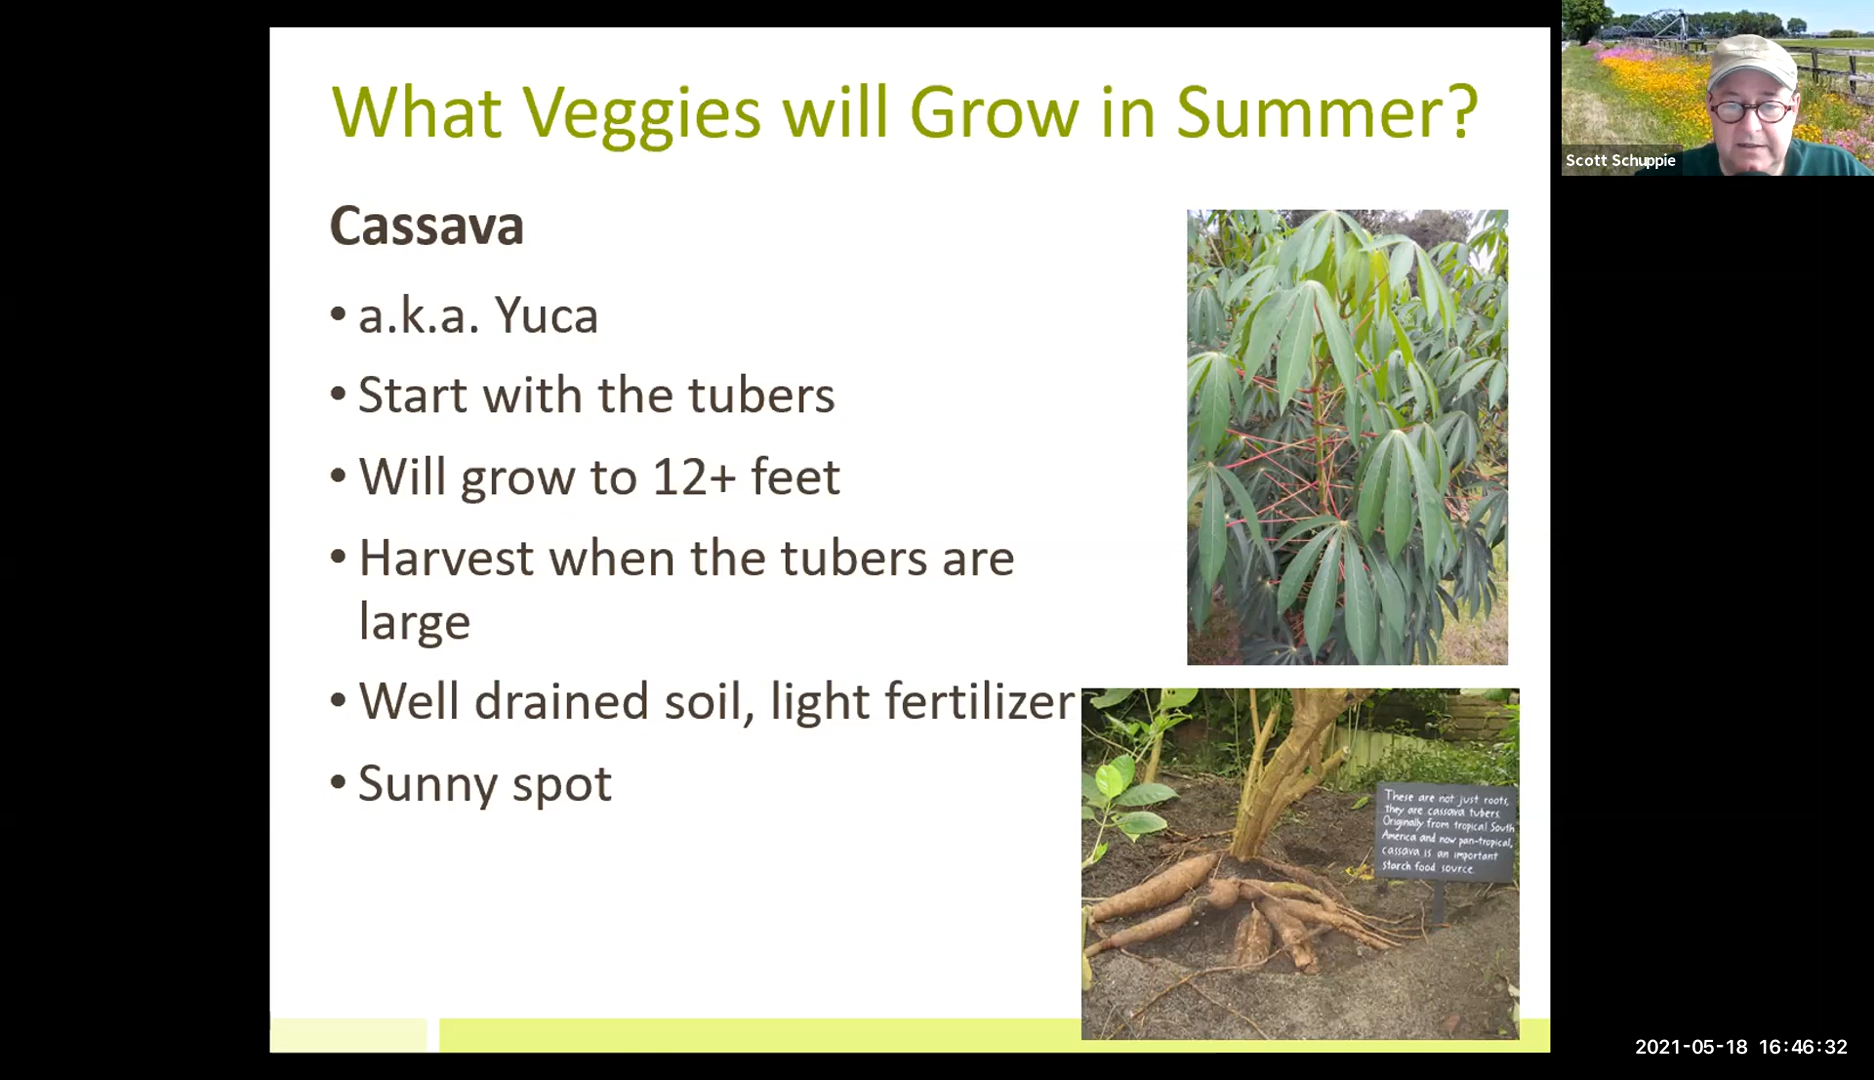 What Veggies will Grow in Summer?
Scott Schuppie
Cassava
• a.k.a. Yuca
• Start with the tubers
• Will grow to 12+ feet
• Harvest when the tubers are
large
• Well drained soil, light fertilizer
• Sunny spot
These are not just roots,
they are cassava tubers.
Originally from tropical South
America and now pan-tropical,
cassava is an important
starch food source.
2021-05-18 16:46:32